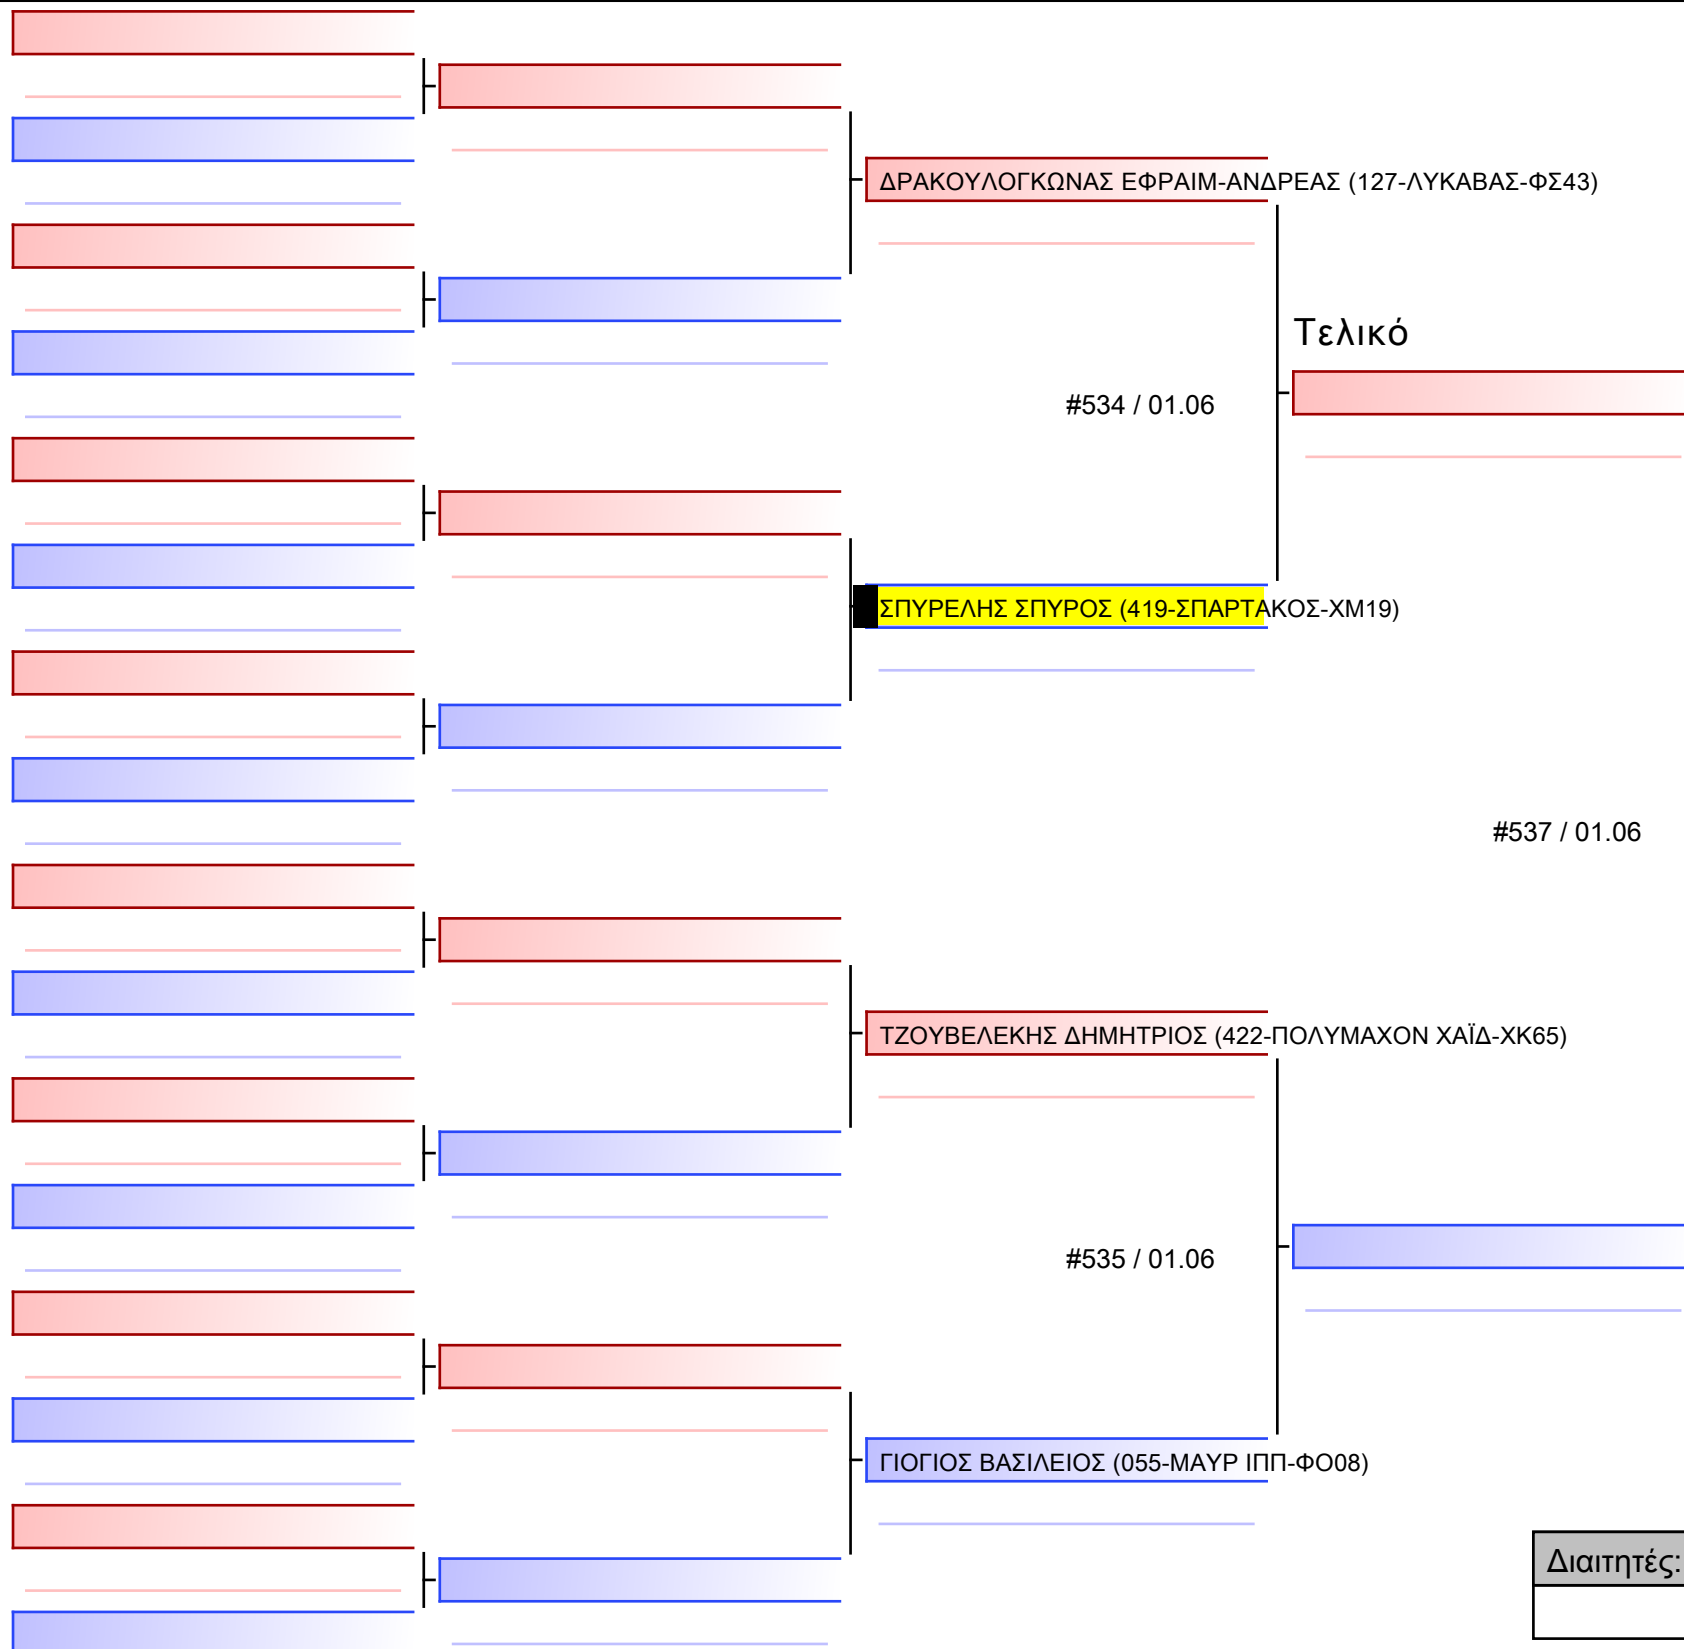 ΔΡΑΚΟΥΛΟΓΚΩΝΑΣ ΕΦΡΑΙΜ-ΑΝΔΡΕΑΣ (127-ΛΥΚΑΒΑΣ-ΦΣ43)
Τελικό
#534 / 01.06
ΣΠΥΡΕΛΗΣ ΣΠΥΡΟΣ (419-ΣΠΑΡΤΑΚΟΣ-ΧΜ19)
#537 / 01.06
ΤΖΟΥΒΕΛΕΚΗΣ ΔΗΜΗΤΡΙΟΣ (422-ΠΟΛΥΜΑΧΟΝ ΧΑΪΔ-ΧΚ65)
#535 / 01.06
ΓΙΟΓΙΟΣ ΒΑΣΙΛΕΙΟΣ (055-ΜΑΥΡ ΙΠΠ-ΦΟ08)
Διαιτητές: